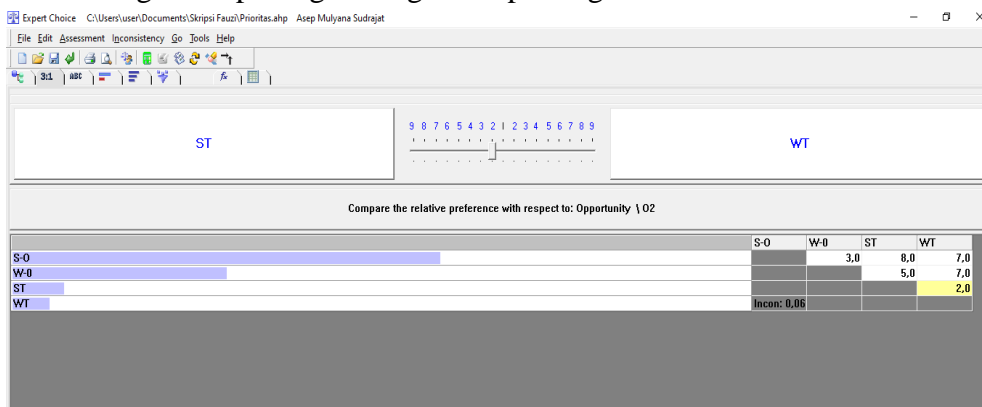 Expert Choice C:\Users\user\Documents\Skripsi Fauzi\Prioritas.ahp Asep Mulyana Sudrajat
File Edit Assessment Inconsistency Go Tools Help
3:1 ABC fx
9 8 7 6 5 4 3 2 1 2 3 4 5 6 7 8 9
ST WT
Compare the relative preference with respect to: Opportunity \ O2
S-O W-0 ST WT
S-O 3,0 8,0 7,0
W-0 5,0 7,0
ST 2,0
WT Incon: 0,06